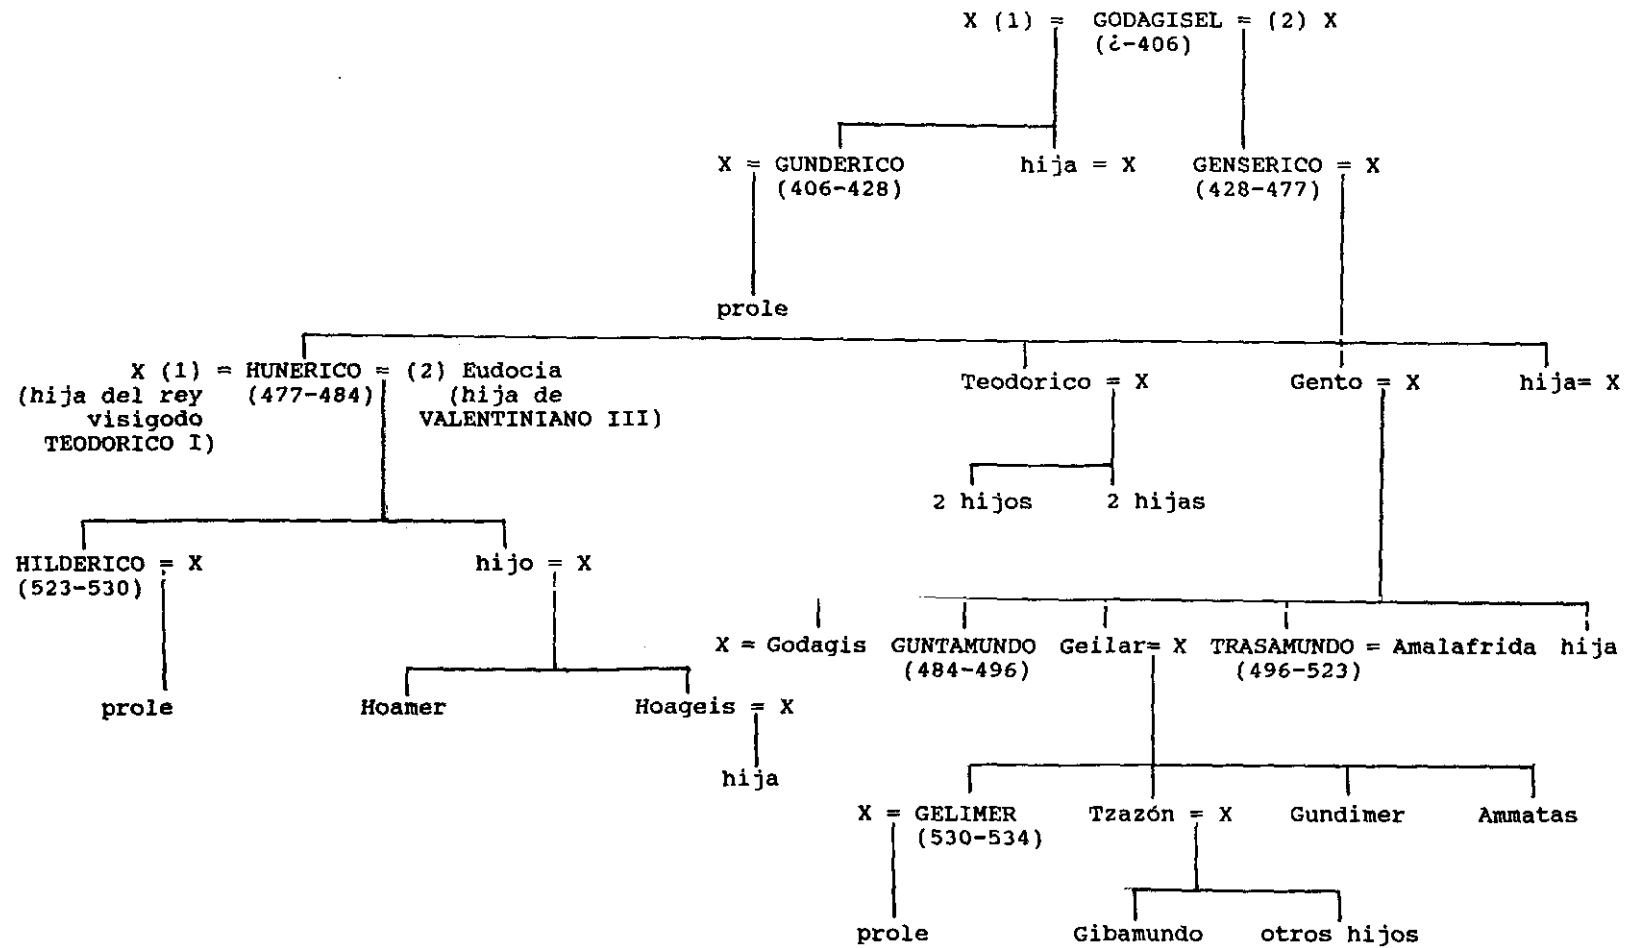 X (1) = GODAGISEL = (2) X
(¿-406)
X = GUNDERICO hija = X GENSERICO = X
(406-428) (428-477)
prole
X (1) = HUNERICO = (2) Eudocia Teodorico = X Gento = X hija= X
(hija del rey (477-484) (hija de
visigodo VALENTINIANO III)
TEODORICO I)
2 hijos 2 hijas
HILDERICO = X hijo = X
(523-530)
X = Godagis GUNTAMUNDO Geilar= X TRASAMUNDO = Amalafrida hija
(484-496) (496-523)
prole Hoamer Hoageis = X
hija
X = GELIMER Tzazón = X Gundimer Ammatas
(530-534)
prole Gibamundo otros hijos